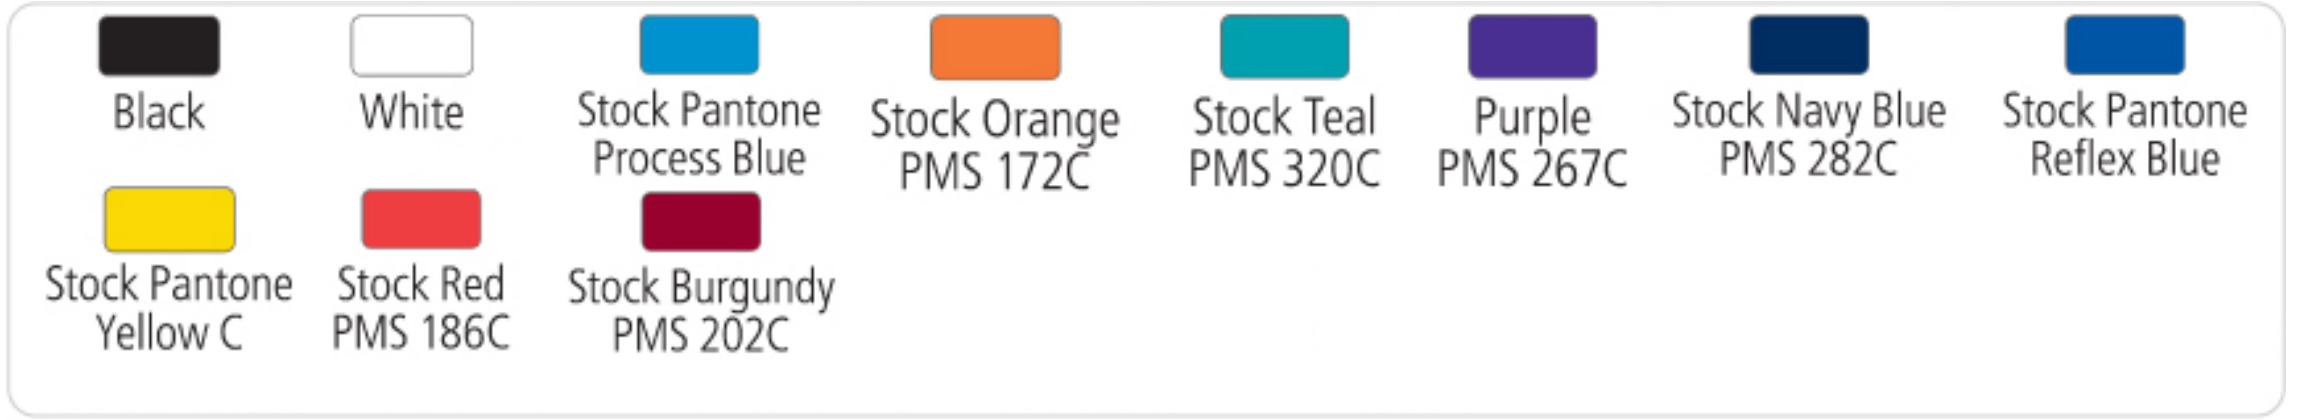 Black
White
Stock Pantone
Process Blue
Stock Orange
PMS 172C
Stock Teal
PMS 320C
Purple
PMS 267C
Stock Navy Blue
PMS 282C
Stock Pantone
Reflex Blue
Stock Pantone
Yellow C
Stock Red
PMS 186C
Stock Burgundy
PMS 202C